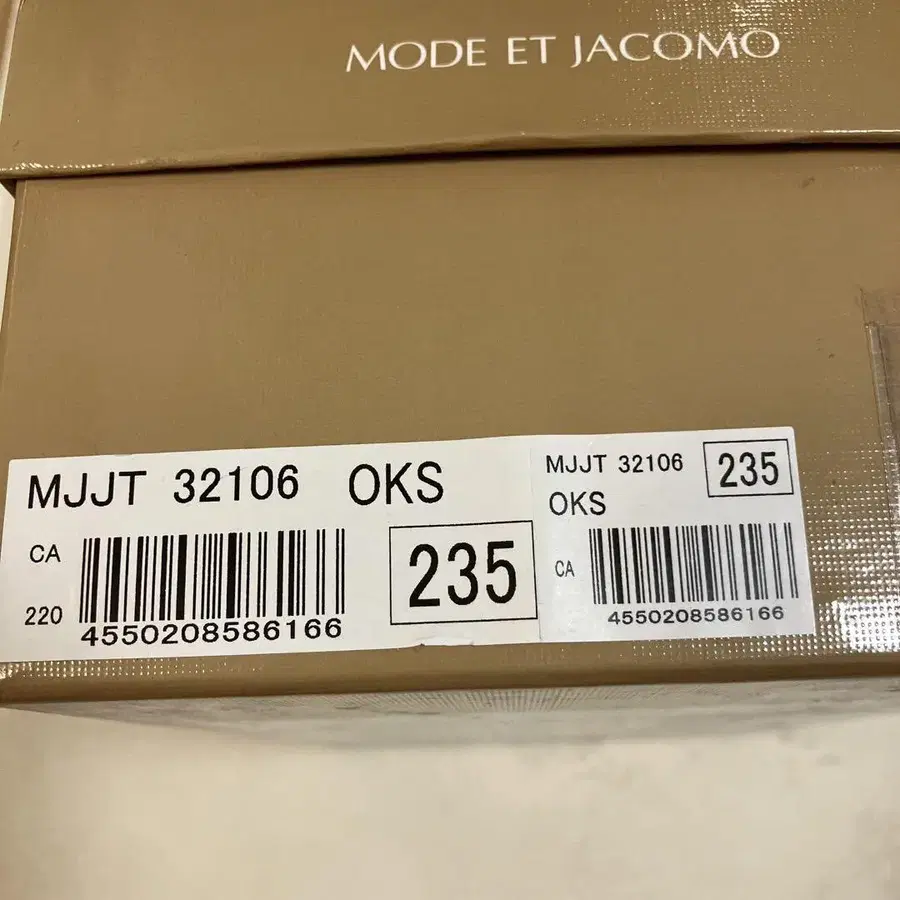 MODE ET JACOMO
MJJT 32106 OKS
CA
220
4550208586166
235
MJJT 32106
235
OKS
CA
4550208586166